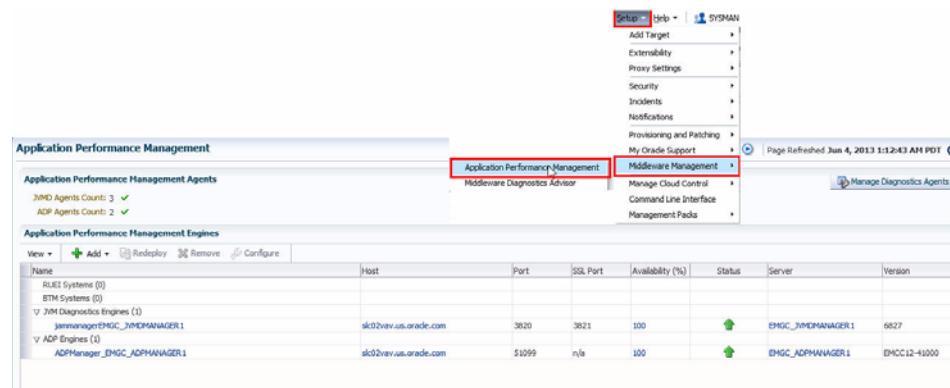 Setup Help SYSMAN
Add Target
Extensibility
Proxy Settings
Security
Incidents
Notifications
Provisioning and Patching
My Oracle Support
Middleware Management
Manage Cloud Control
Command Line Interface
Management Packs
Application Performance Management
Middleware Diagnostics Advisor
Application Performance Management
Page Refreshed Jun 4, 2013 1:12:43 AM PDT
Application Performance Management Agents
Manage Diagnostics Agents
JVMD Agents Count: 3
ADP Agents Count: 2
Application Performance Management Engines
View Add Redeploy Remove Configure
Name Host Port SSL Port Availability (%) Status Server Version
RUEI Systems (0)
BTM Systems (0)
JVM Diagnostics Engines (1)
jammanagerEMGC_JVMDMANAGER1 slc02vav.us.oracle.com 3820 3821 100 EMGC_JVMDMANAGER1 6827
ADP Engines (1)
ADPManager_EMGC_ADPMANAGER1 slc02vav.us.oracle.com 51099 n/a 100 EMGC_ADPMANAGER1 EMCC12-41000